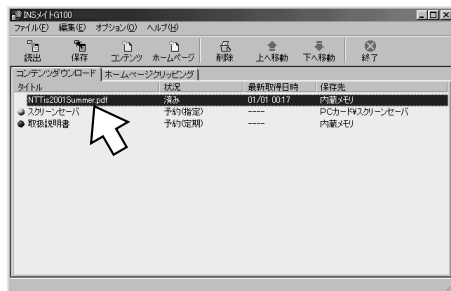 INSメイトG100
ファイル(F) 編集(E) オプション(O) ヘルプ(H)
読出 保存 コンテンツ ホームページ 削除 上へ移動 下へ移動 終了
コンテンツダウンロード ホームページクリッピング
タイトル 状況 最新取得日時 保存先
NTTis2001Summer.pdf 済み 01/01 00:17 内蔵メモリ
スクリーンセーバ 予約(指定) ---- PCカード¥スクリーンセーバ
取扱説明書 予約(定期) ---- 内蔵メモリ